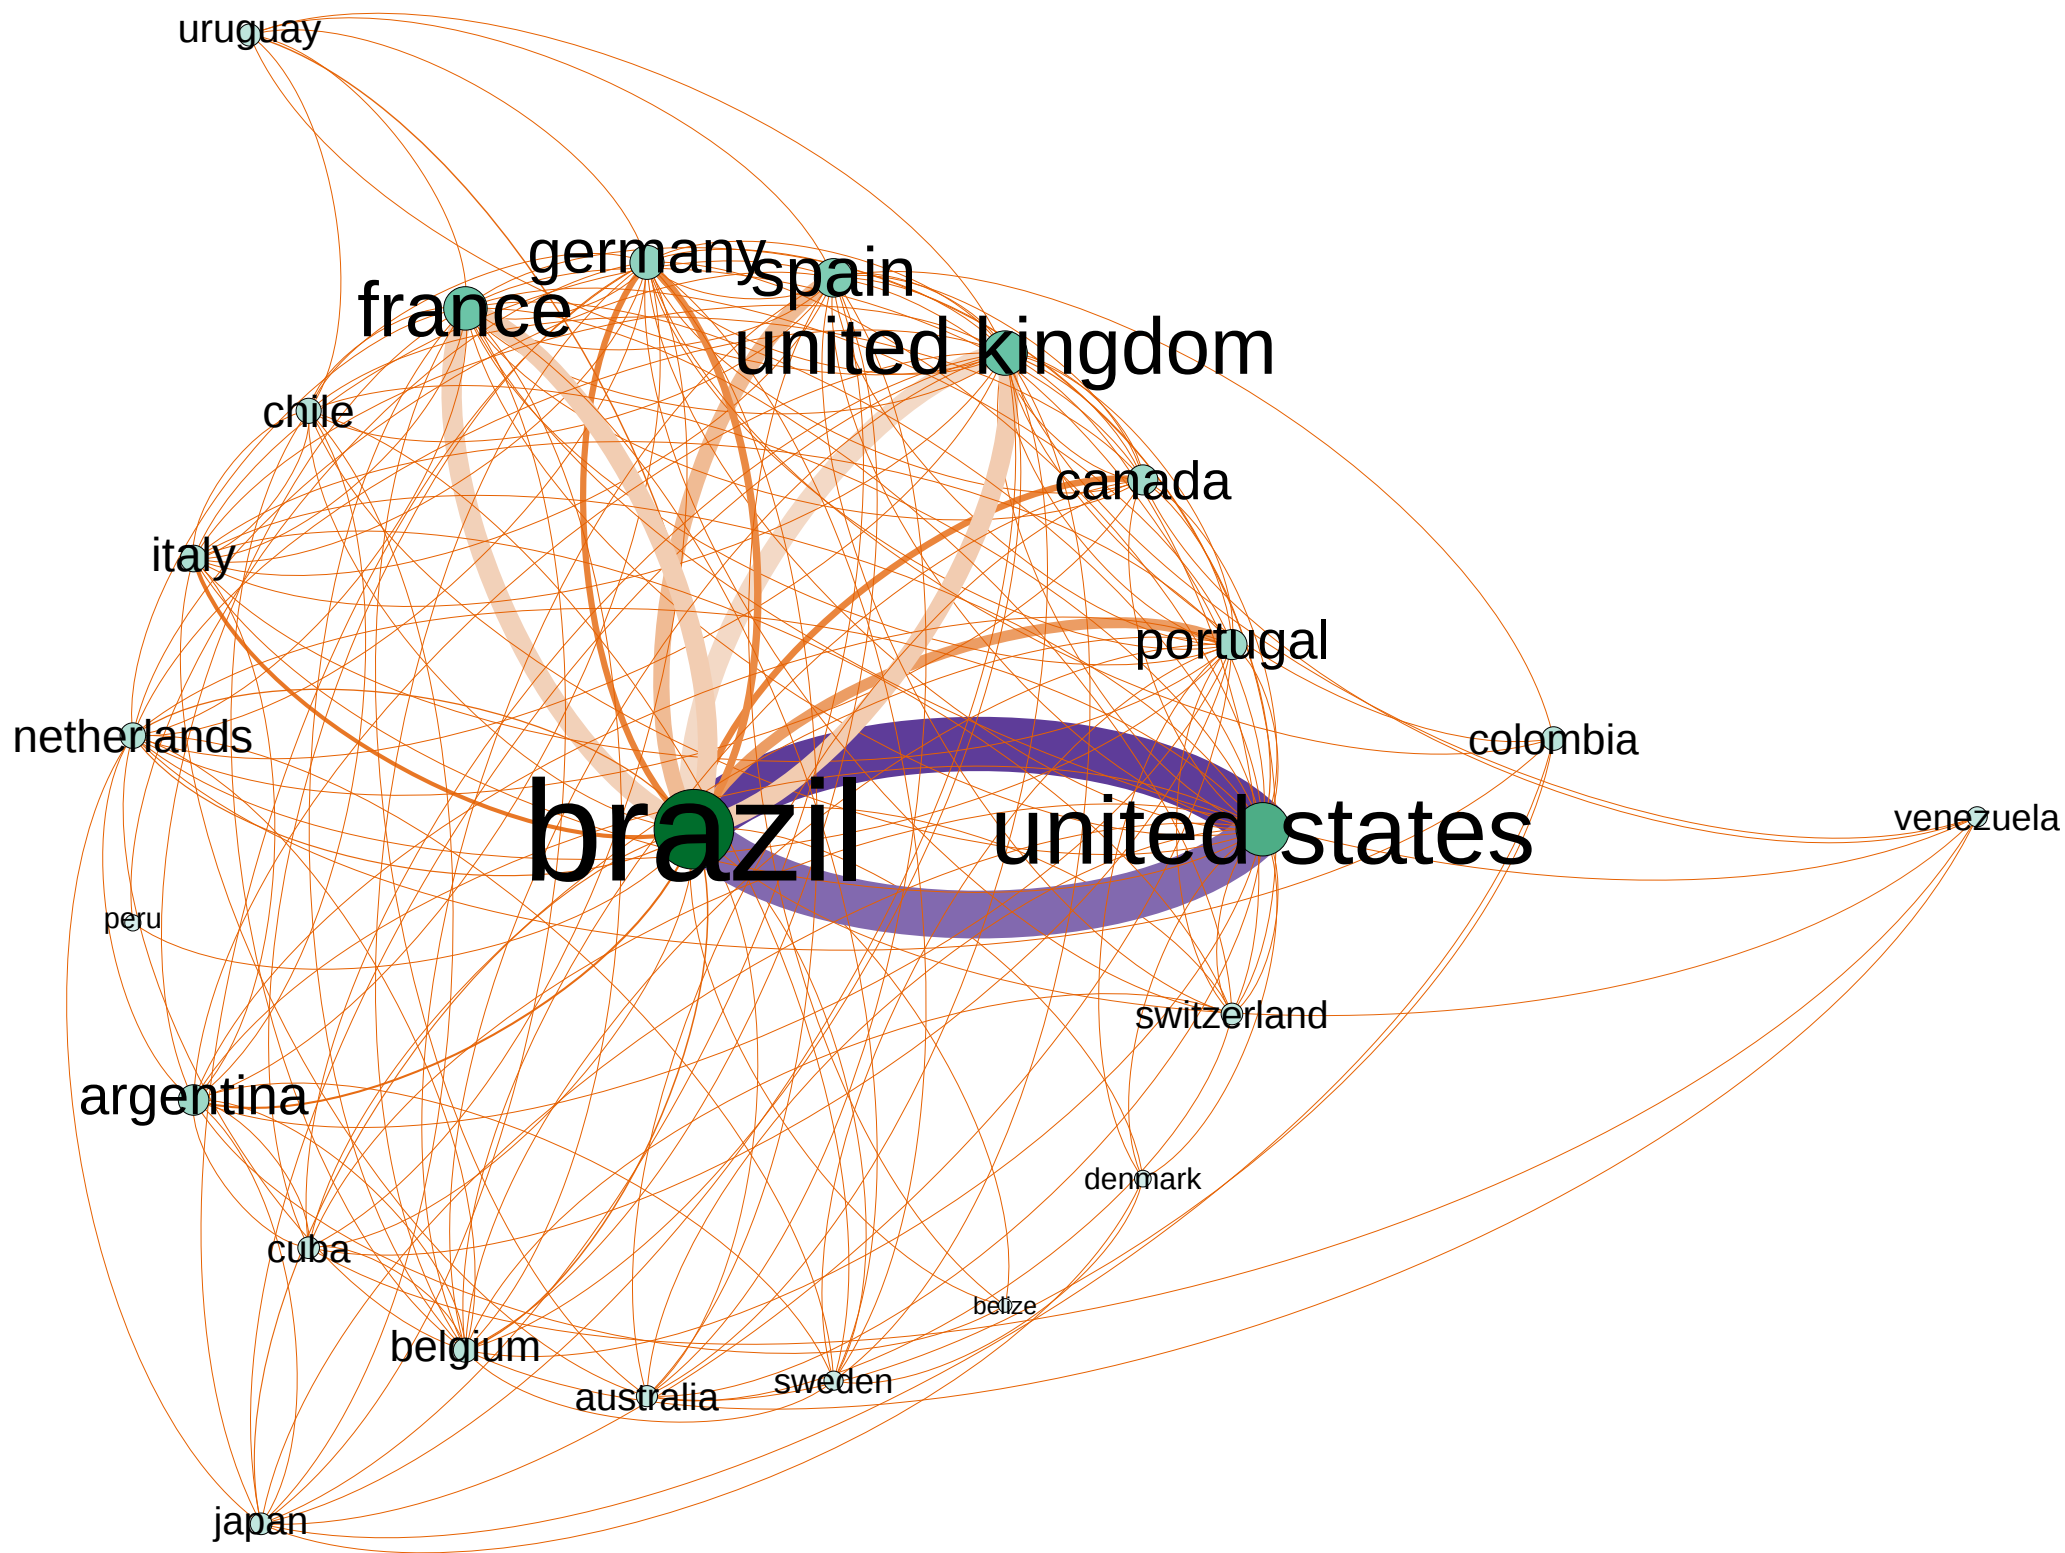 uruguay
germany
spain
france
united kingdom
chile
canada
italy
portugal
netherlands
colombia
venezuela
brazil
united states
peru
switzerland
argentina
denmark
cuba
belize
belgium
sweden
australia
japan